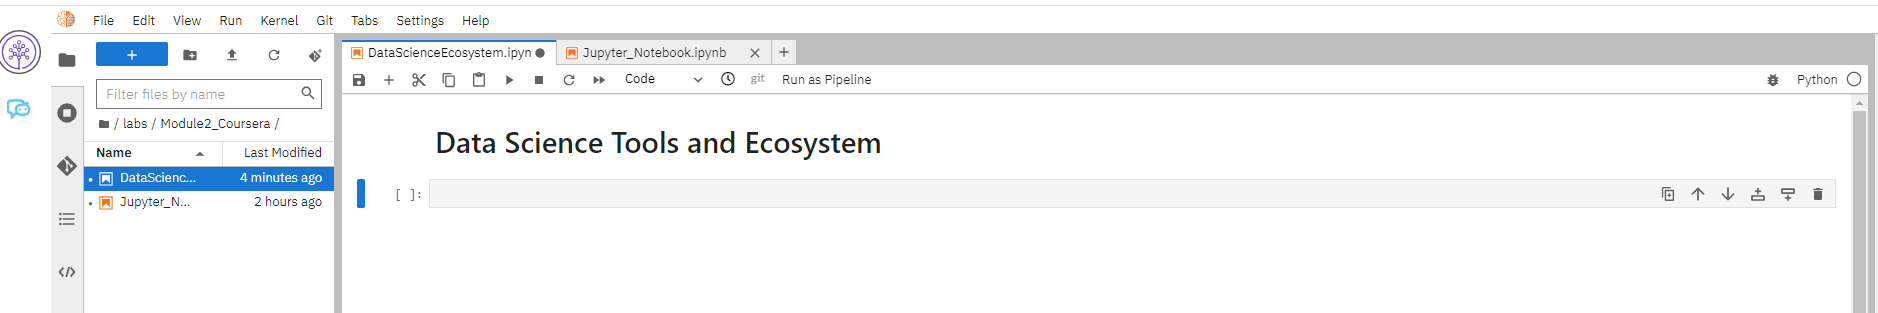 File Edit View Run Kernel Git Tabs Settings Help
DataScienceEcosystem.ipyn
Jupyter_Notebook.ipynb
Filter files by name
Code
git
Run as Pipeline
Python
/ labs / Module2_Coursera /
Name Last Modified
DataScienc... 4 minutes ago
Jupyter_N... 2 hours ago
Data Science Tools and Ecosystem
[ ]: